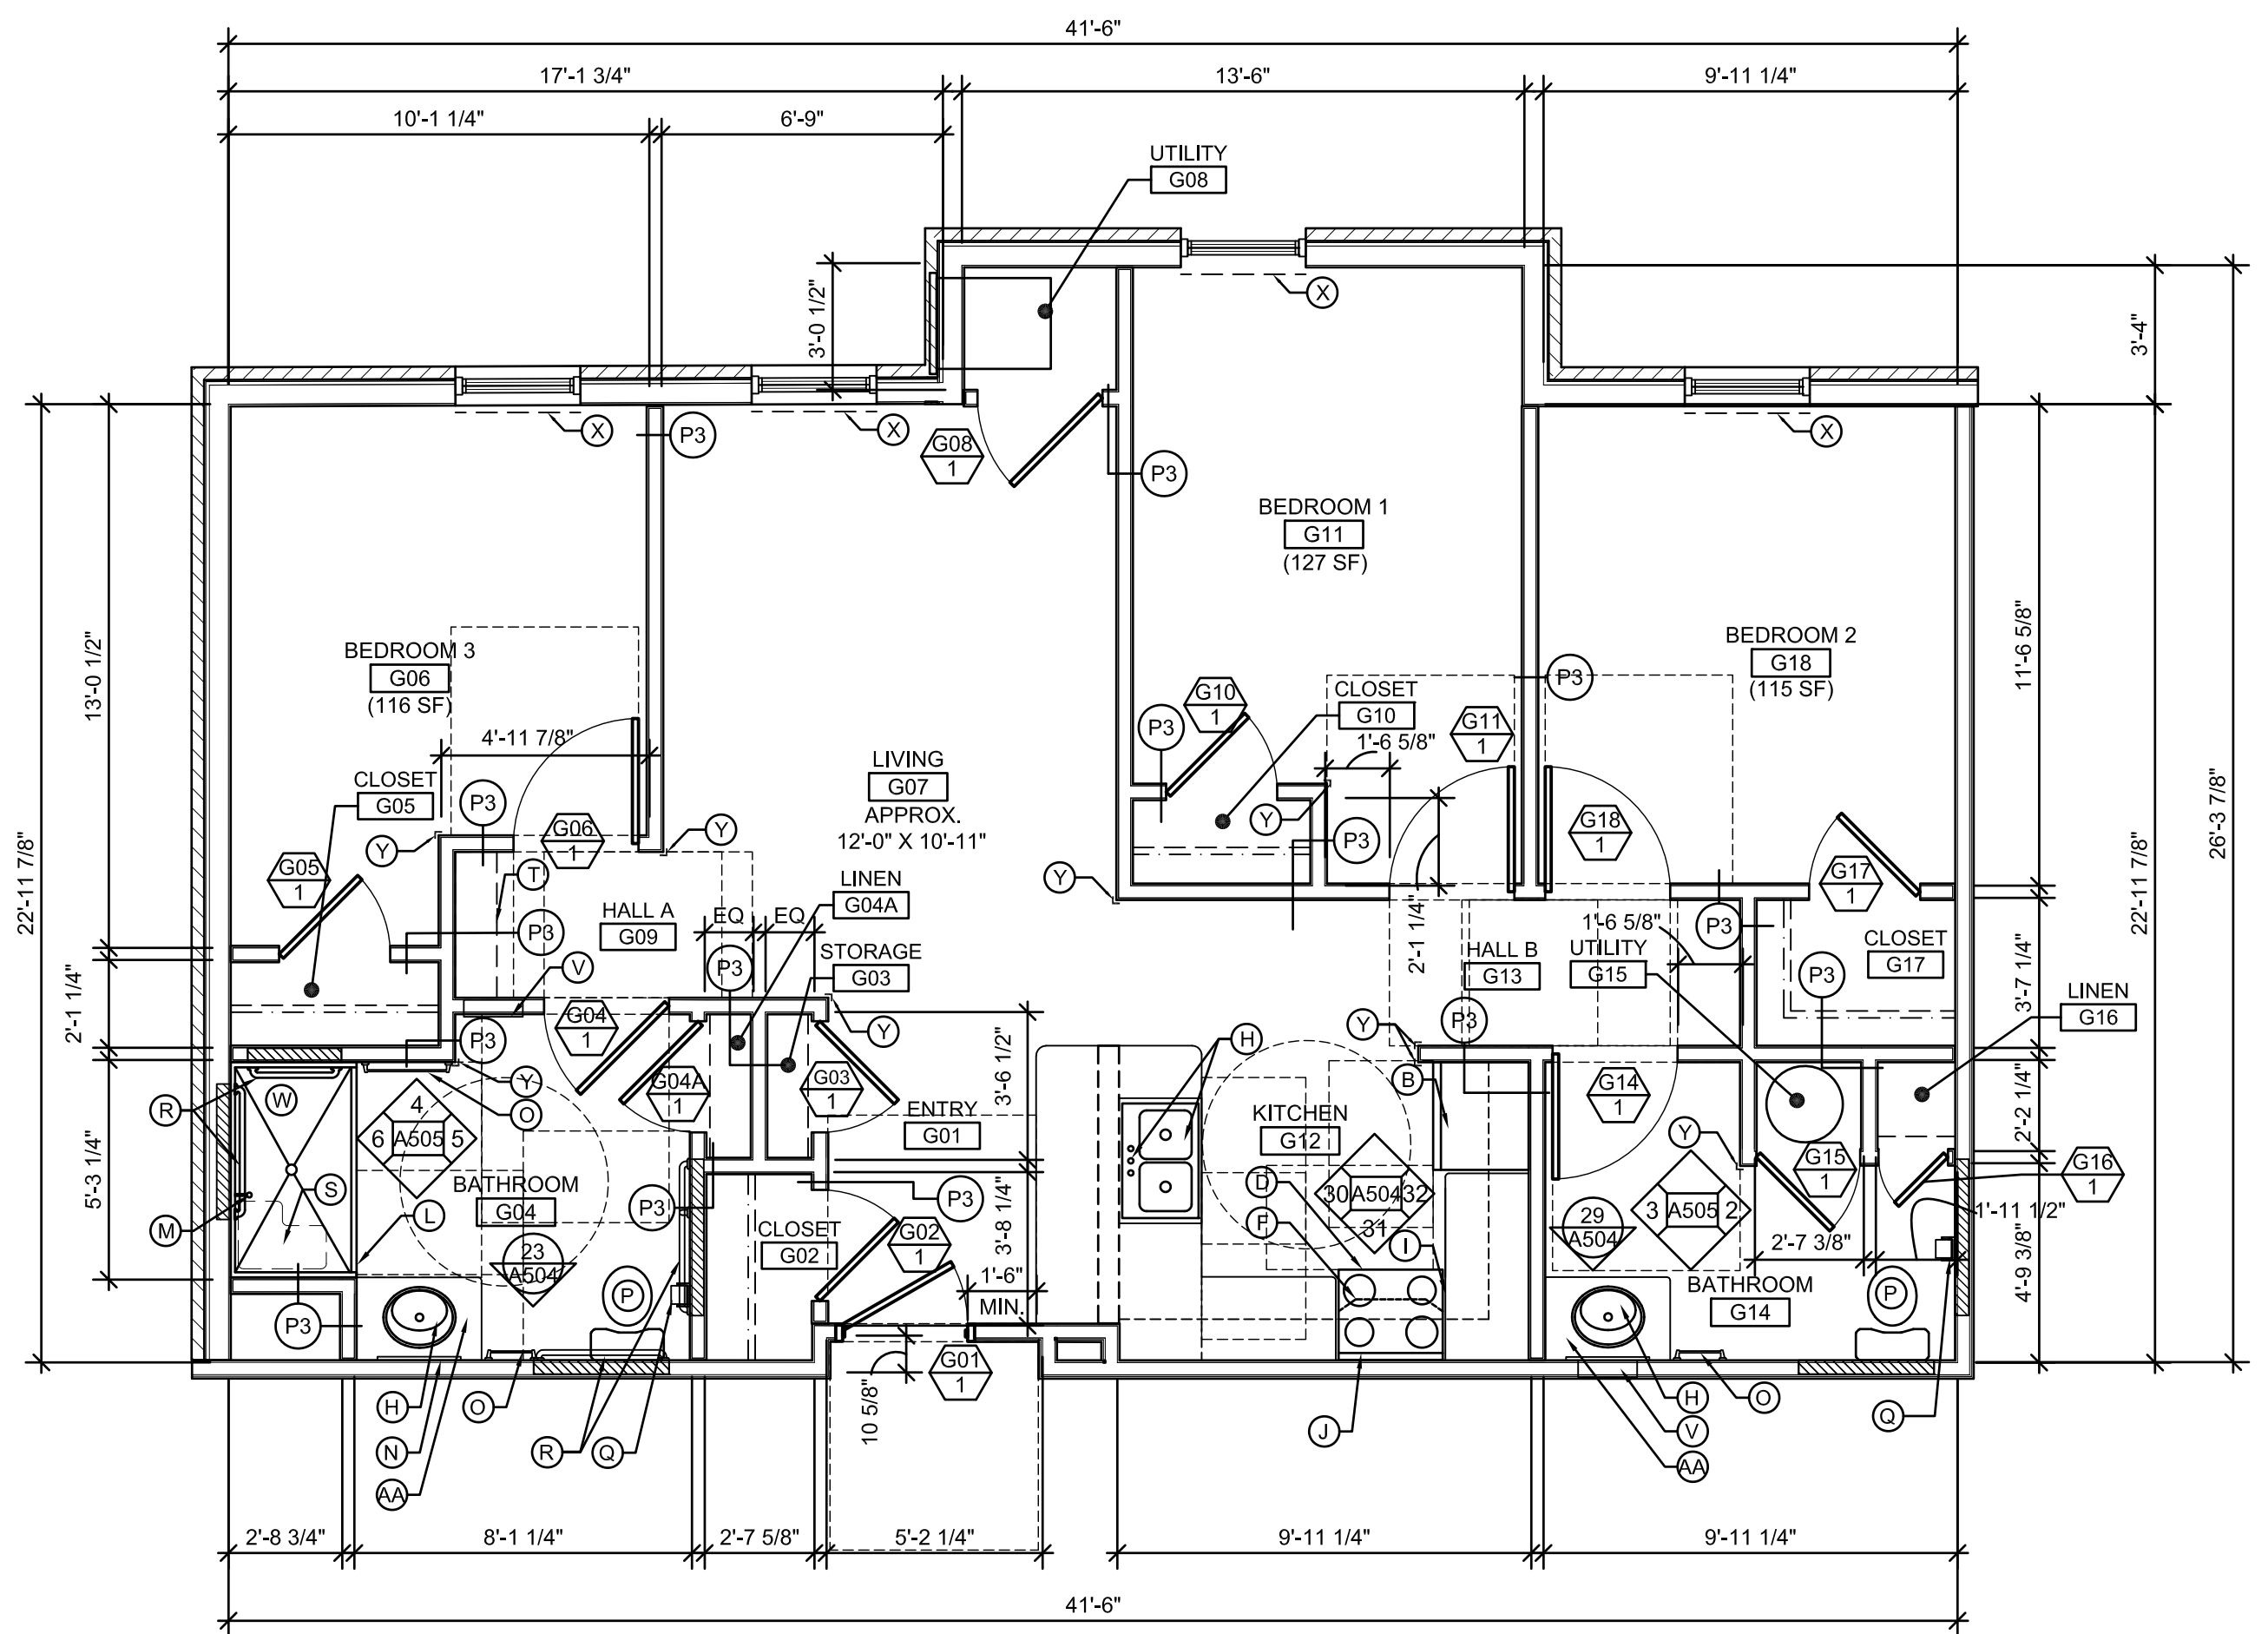 41'-6"
17'-1 3/4"
13'-6"
9'-11 1/4"
10'-1 1/4"
6'-9"
UTILITY
G08
3'-0 1/2"
3'-4"
X
X
X
X
P3
G08
1
P3
BEDROOM 1
G11
(127 SF)
BEDROOM 3
G06
(116 SF)
BEDROOM 2
G18
(115 SF)
13'-0 1/2"
11'-6 5/8"
22'-11 7/8"
22'-11 7/8"
26'-3 7/8"
4'-11 7/8"
CLOSET
G05
P3
G06
1
Y
Y
G05
1
LIVING
G07
APPROX.
12'-0" X 10'-11"
P3
G10
1
CLOSET
G10
1'-6 5/8"
G11
1
P3
Y
P3
G18
1
G17
1
Y
T
LINEN
G04A
HALL A
G09
EQ
EQ
P3
P3
STORAGE
G03
V
2'-1 1/4"
2'-1 1/4"
HALL B
G13
1'-6 5/8"
UTILITY
G15
P3
CLOSET
G17
P3
3'-7 1/4"
LINEN
G16
G04
1
P3
Y
Y
O
G04A
1
G03
1
3'-6 1/2"
ENTRY
G01
H
Y
P3
B
KITCHEN
G12
G14
1
Y
G15
1
G16
1
2'-2 1/4"
R
W
4
6
A505
5
5'-3 1/4"
S
M
L
BATHROOM
G04
P3
23
A504
P
P3
CLOSET
G02
G02
1
3'-8 1/4"
1'-6"
MIN.
D
F
30
A504
32
31
I
29
A504
3
A505
2
2'-7 3/8"
1'-11 1/2"
4'-9 3/8"
BATHROOM
G14
P
P3
H
N
AA
O
R
Q
10 5/8"
G01
1
J
H
V
AA
O
Q
2'-8 3/4"
8'-1 1/4"
2'-7 5/8"
5'-2 1/4"
9'-11 1/4"
9'-11 1/4"
41'-6"